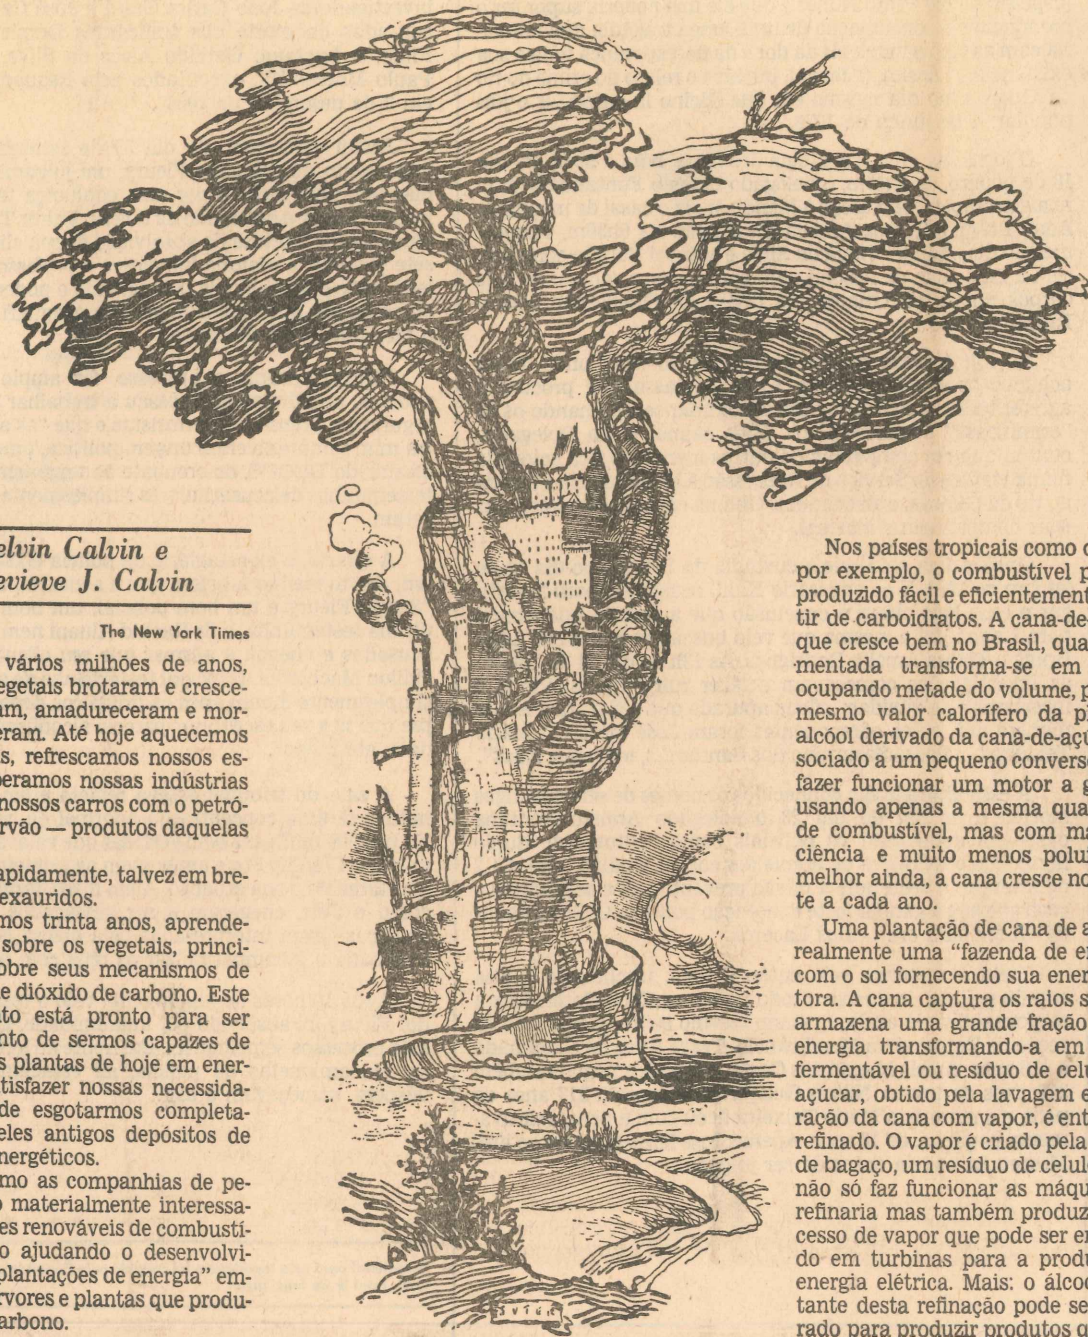 elvin Calvin e
evieve J. Calvin
The New York Times
vários milhões de anos,
egetais brotaram e cresce-
am, amadureceram e mor-
eram. Até hoje aquecemos
s, refrescamos nossos es-
peramos nossas indústrias
nossos carros com o petró-
rvão — produtos daquelas
apidamente, talvez em bre-
exauridos.
mos trinta anos, aprende-
sobre os vegetais, princi-
obre seus mecanismos de
e dióxido de carbono. Este
to está pronto para ser
nto de sermos capazes de
s plantas de hoje em ener-
tisfazer nossas necessida-
de esgotarmos completa-
eles antigos depósitos de
nergéticos.
mo as companhias de pe-
o materialmente interessa-
es renováveis de combustí-
o ajudando o desenvolvi-
plantações de energia” em-
rvores e plantas que produ-
arbono.
Nos países tropicais como o
por exemplo, o combustível p
produzido fácil e eficientement
tir de carboidratos. A cana-de-
que cresce bem no Brasil, qua
mentada transforma-se em
ocupando metade do volume, p
mesmo valor calorífero da pl
alcóol derivado da cana-de-açú
sociado a um pequeno converso
fazer funcionar um motor a g
usando apenas a mesma qua
de combustível, mas com ma
ciência e muito menos polui
melhor ainda, a cana cresce no
te a cada ano.
Uma plantação de cana de a
realmente uma “fazenda de e
com o sol fornecendo sua ener
tora. A cana captura os raios s
armazena uma grande fração
energia transformando-a em
fermentável ou resíduo de celu
açúcar, obtido pela lavagem e
ração da cana com vapor, é ent
refinado. O vapor é criado pela
de bagaço, um resíduo de celul
não só faz funcionar as máqu
refinaria mas também produz
cesso de vapor que pode ser e
do em turbinas para a produ
energia elétrica. Mais: o álcoo
tante desta refinação pode se
rado para produzir produtos q
SUTER